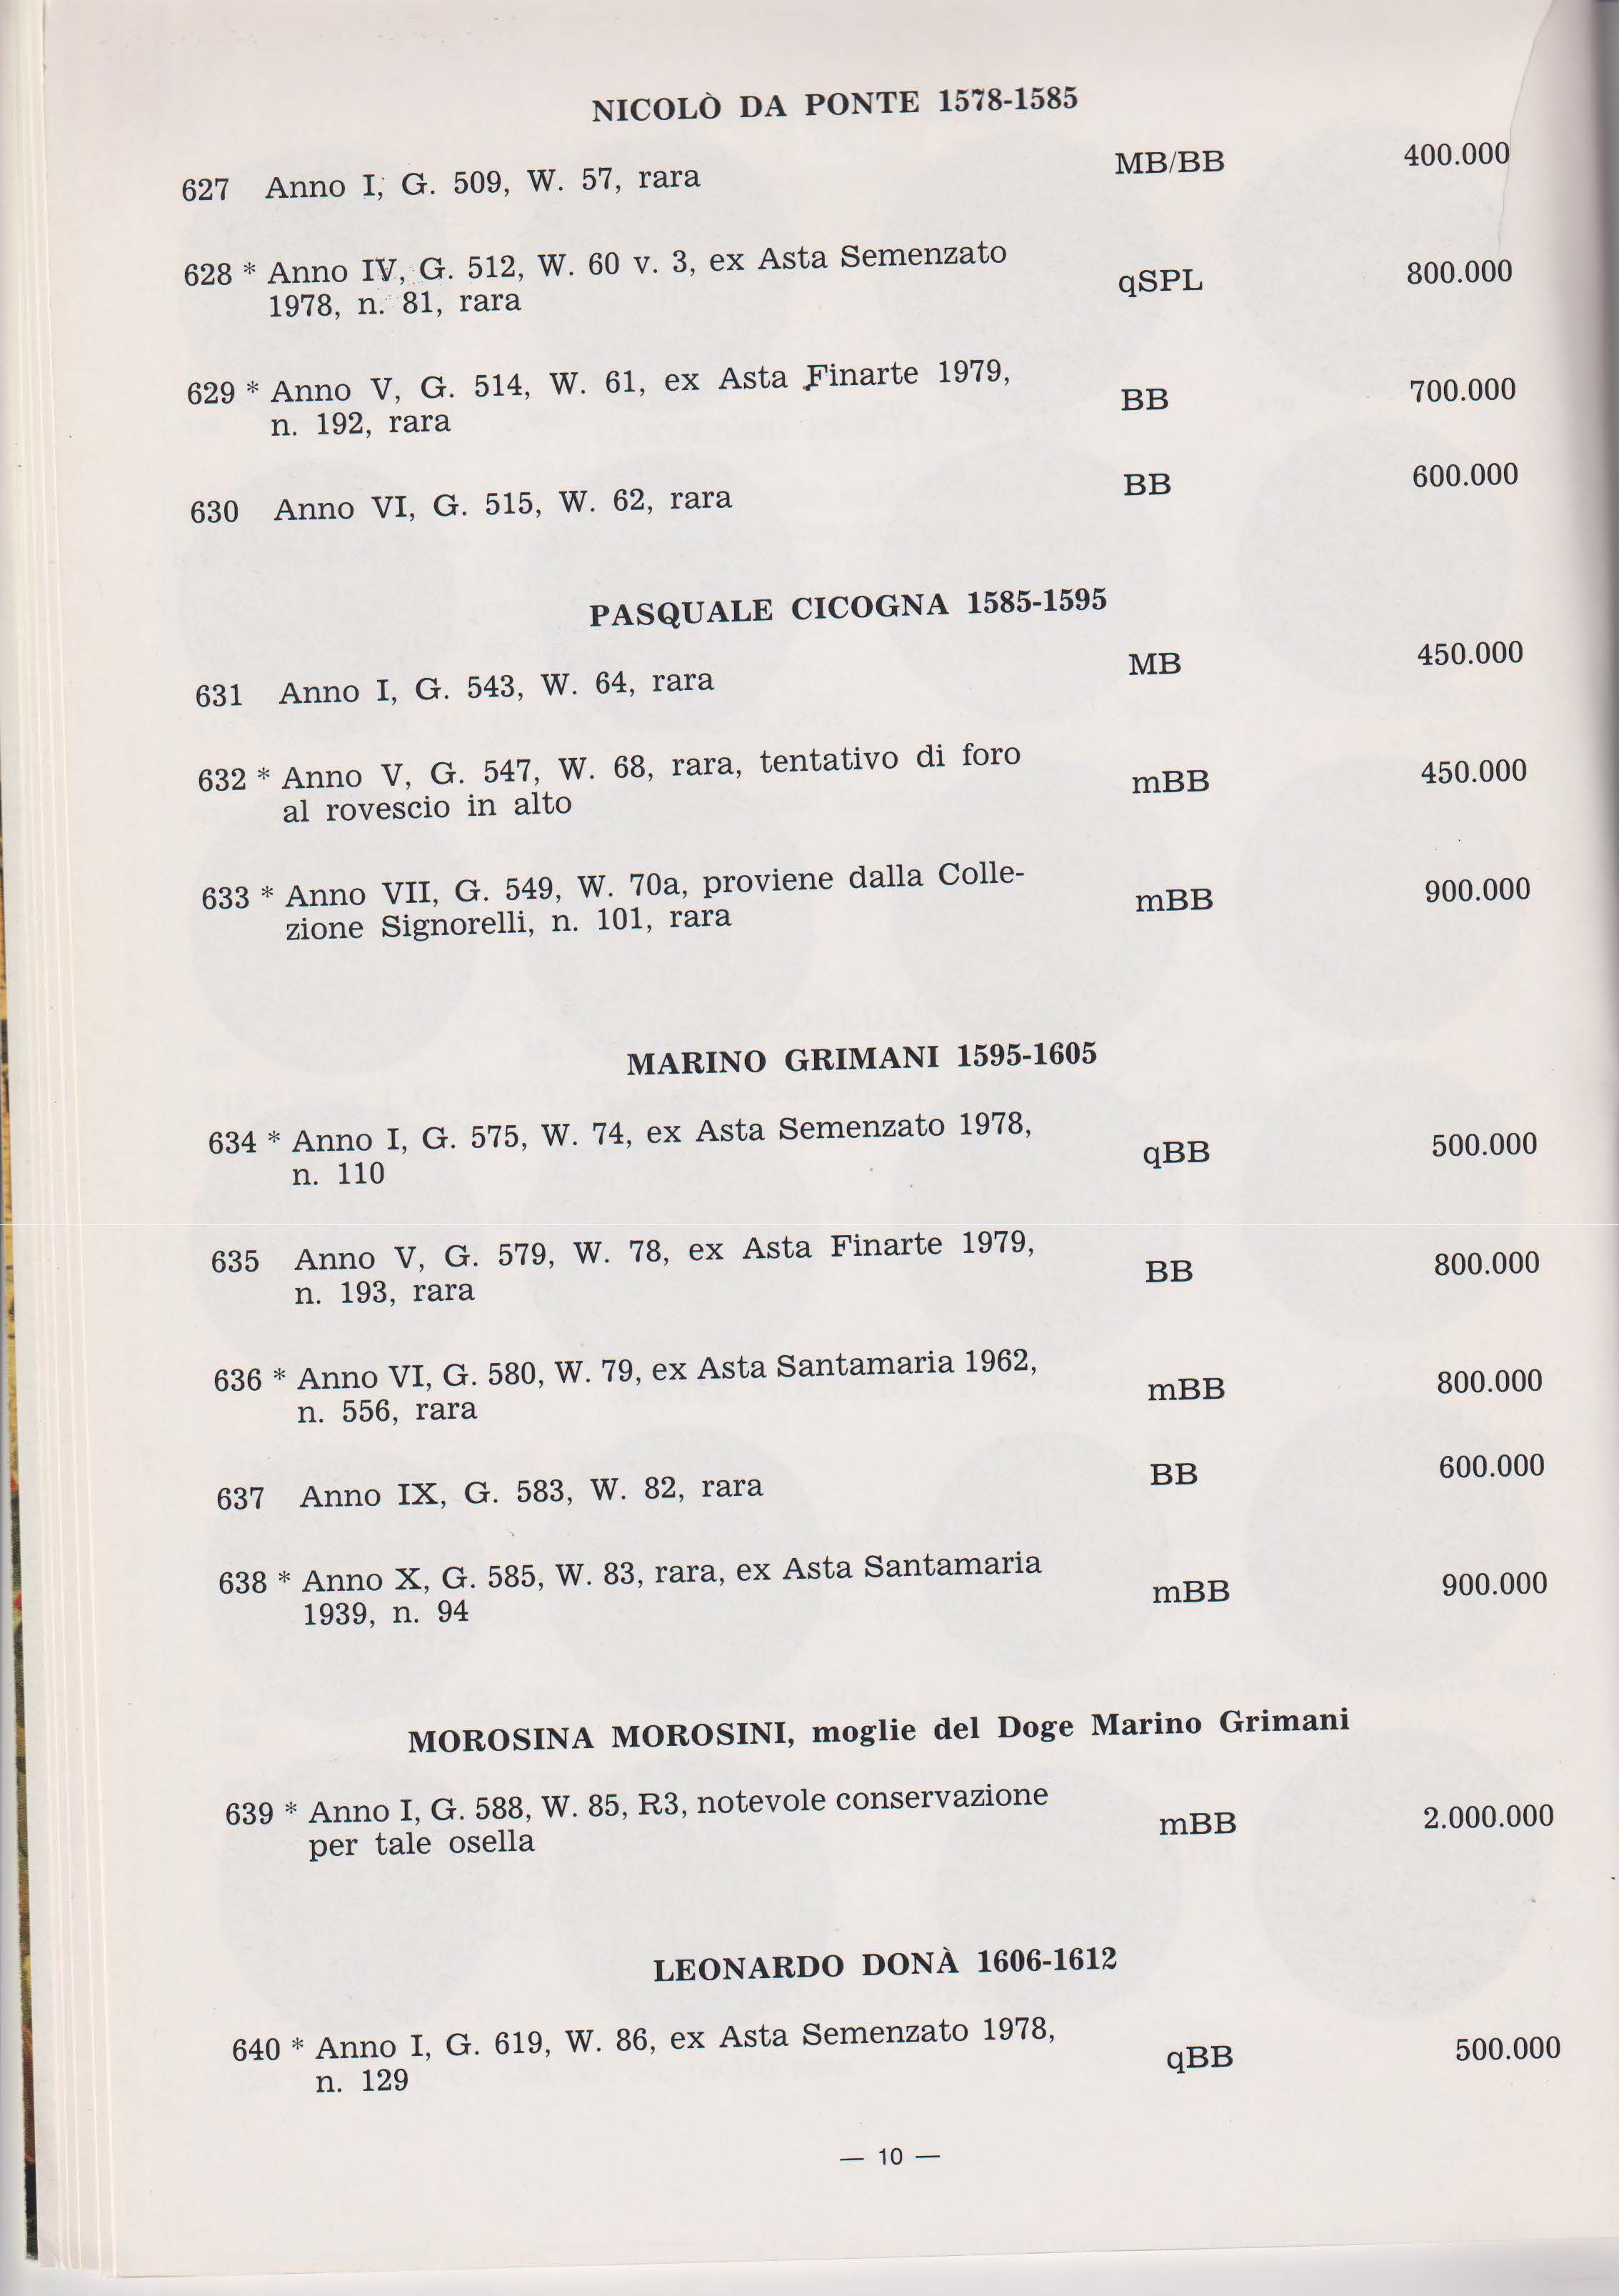 NICOLÒ DA PONTE 1578-1585
627 Anno I, G. 509, W. 57, rara MB/BB 400.000
628 * Anno IV, G. 512, W. 60 v. 3, ex Asta Semenzato
1978, n. 81, rara qSPL 800.000
629 * Anno V, G. 514, W. 61, ex Asta Finarte 1979,
n. 192, rara BB 700.000
630 Anno VI, G. 515, W. 62, rara BB 600.000
PASQUALE CICOGNA 1585-1595
631 Anno I, G. 543, W. 64, rara MB 450.000
632 * Anno V, G. 547, W. 68, rara, tentativo di foro
al rovescio in alto mBB 450.000
633 * Anno VII, G. 549, W. 70a, proviene dalla Colle-
zione Signorelli, n. 101, rara mBB 900.000
MARINO GRIMANI 1595-1605
634 * Anno I, G. 575, W. 74, ex Asta Semenzato 1978,
n. 110 qBB 500.000
635 Anno V, G. 579, W. 78, ex Asta Finarte 1979,
n. 193, rara BB 800.000
636 * Anno VI, G. 580, W. 79, ex Asta Santamaria 1962,
n. 556, rara mBB 800.000
637 Anno IX, G. 583, W. 82, rara BB 600.000
638 * Anno X, G. 585, W. 83, rara, ex Asta Santamaria
1939, n. 94 mBB 900.000
MOROSINA MOROSINI, moglie del Doge Marino Grimani
639 * Anno I, G. 588, W. 85, R3, notevole conservazione
per tale osella mBB 2.000.000
LEONARDO DONÀ 1606-1612
640 * Anno I, G. 619, W. 86, ex Asta Semenzato 1978,
n. 129 qBB 500.000
— 10 —